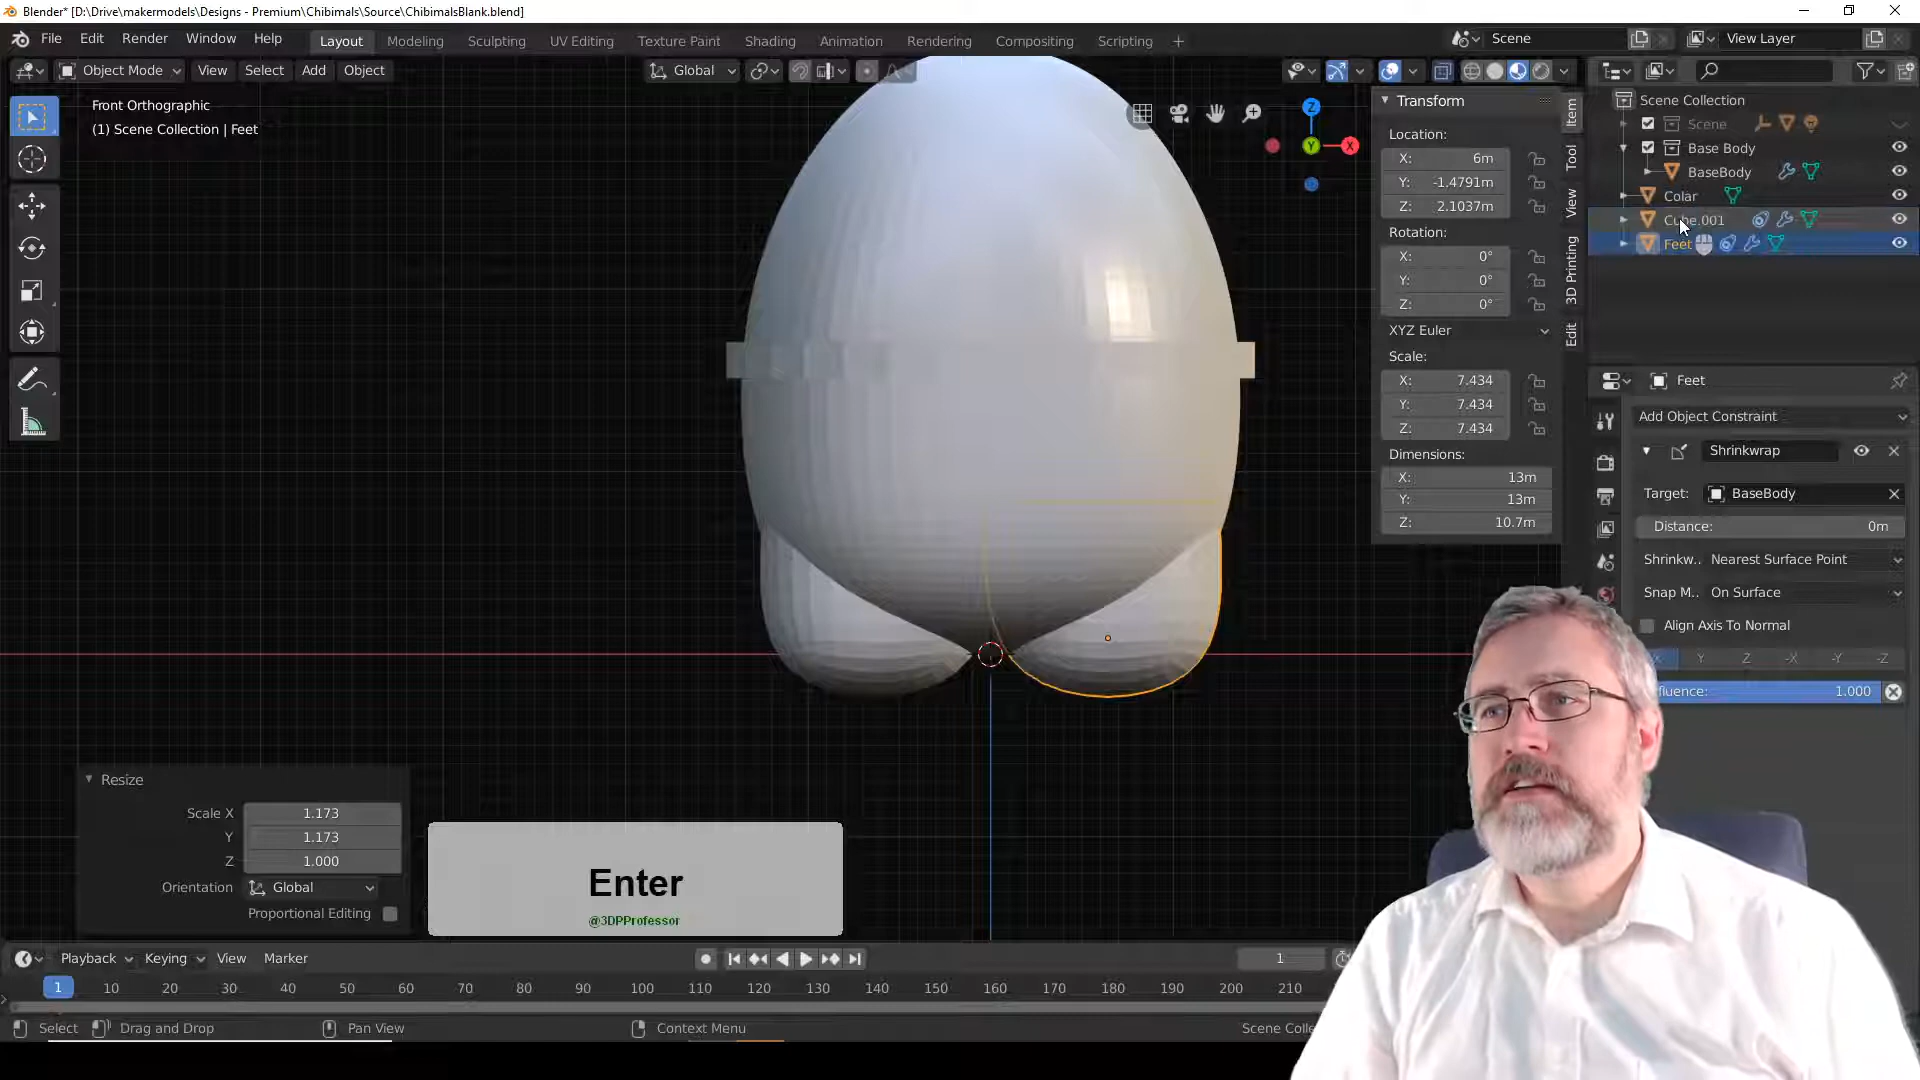 Blender* [D:\Drive\makermodels\Designs - Premium\Chibimals\Source\ChibimalsBlank.blend]
File Edit Render Window Help Layout Modeling Sculpting UV Editing Texture Paint Shading Animation Rendering Compositing Scripting + Scene View Layer
Object Mode View Select Add Object Global
Front Orthographic
(1) Scene Collection | Feet
Z
Y
X
Transform
Location:
X: 6m
Y: -1.4791m
Z: 2.1037m
Rotation:
X: 0°
Y: 0°
Z: 0°
XYZ Euler
Scale:
X: 7.434
Y: 7.434
Z: 7.434
Dimensions:
X: 13m
Y: 13m
Z: 10.7m
Item
Tool
View
3D Printing
Edit
Scene Collection
Scene
Base Body
BaseBody
Colar
Cube.001
Feet
Feet
Add Object Constraint
Shrinkwrap
Target: BaseBody
Distance: 0m
Shrinkw.. Nearest Surface Point
Snap M.. On Surface
Align Axis To Normal
X Y Z -X -Y -Z
fluence: 1.000
Resize
Scale X 1.173
Y 1.173
Z 1.000
Orientation Global
Proportional Editing
Enter
@3DPProfessor
Playback Keying View Marker 1
1 10 20 30 40 50 60 70 80 90 100 110 120 130 140 150 160 170 180 190 200 210
Select Drag and Drop Pan View Context Menu Scene Colle